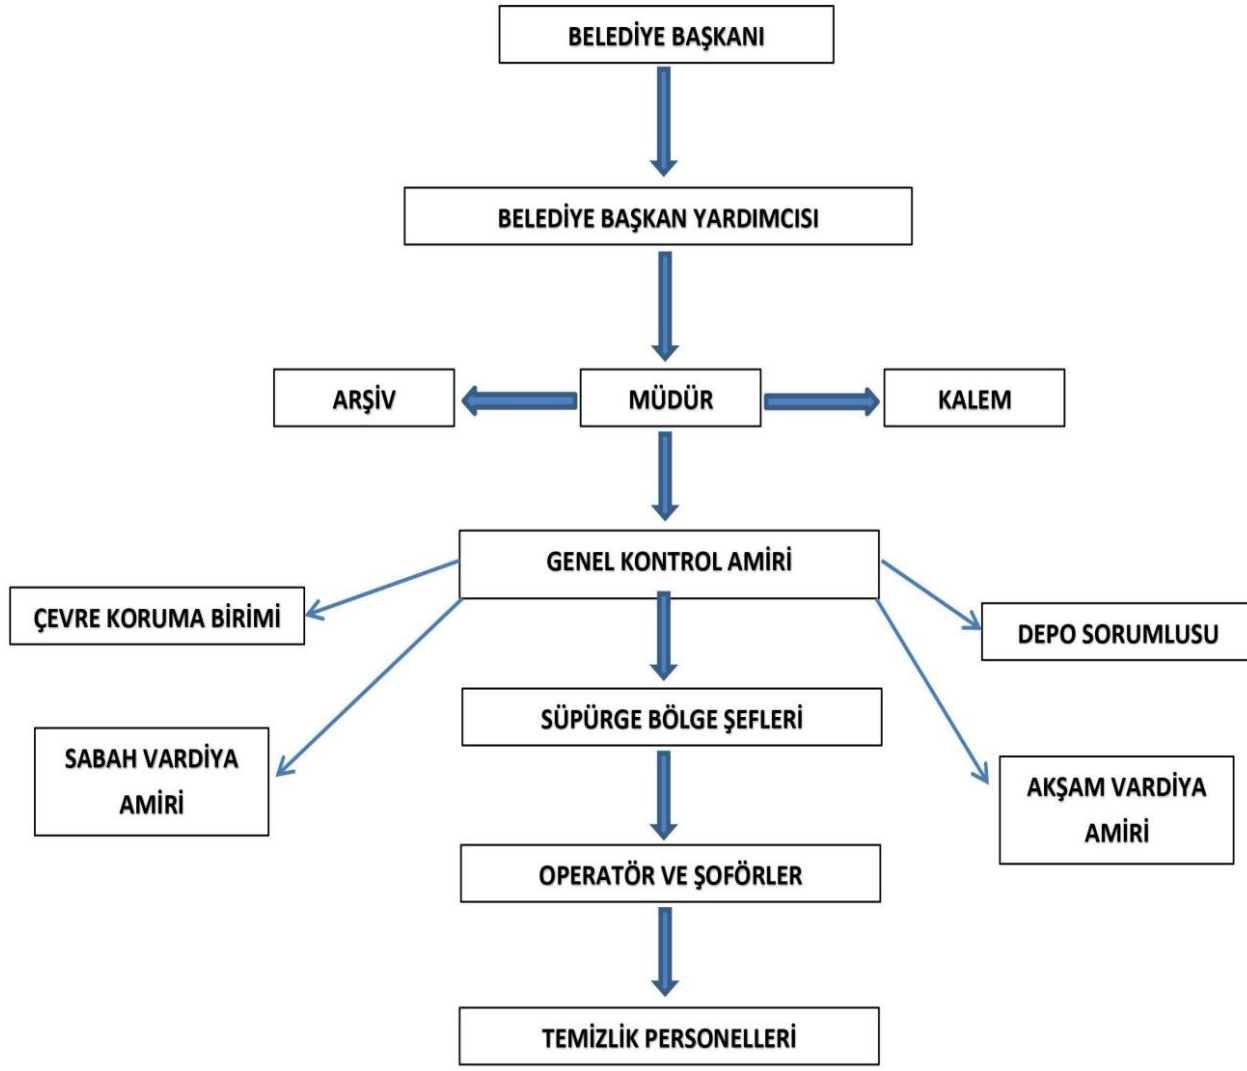 BELEDİYE BAŞKANI
BELEDİYE BAŞKAN YARDIMCISI
ARŞİV
MÜDÜR
KALEM
GENEL KONTROL AMİRİ
ÇEVRE KORUMA BİRİMİ
DEPO SORUMLUSU
SÜPÜRGE BÖLGE ŞEFLERİ
SABAH VARDİYA
AMİRİ
AKŞAM VARDİYA
AMİRİ
OPERATÖR VE ŞOFÖRLER
TEMİZLİK PERSONELLERİ